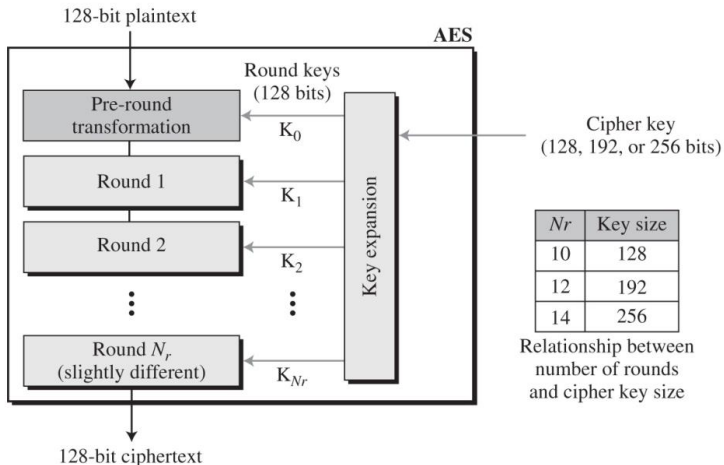 128-bit plaintext
AES
Round keys
(128 bits)
Pre-round
transformation
K0
Cipher key
(128, 192, or 256 bits)
Round 1
K1
Round 2
K2
Key expansion
Round Nr
(slightly different)
KNr
Nr Key size
10 128
12 192
14 256
Relationship between
number of rounds
and cipher key size
128-bit ciphertext